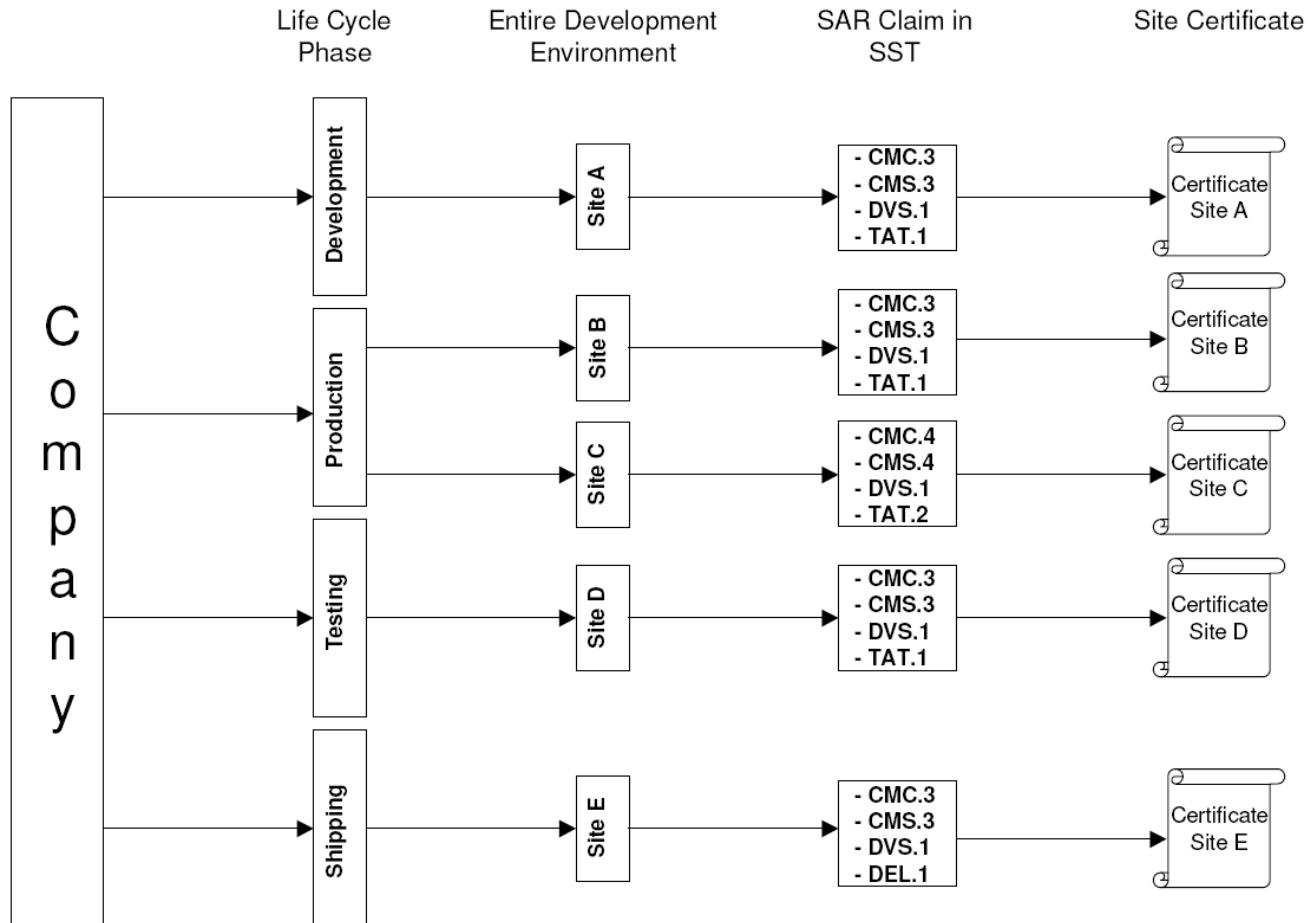 Life Cycle
Phase
Entire Development
Environment
SAR Claim in
SST
Site Certificate
Company
Development
Site A
- CMC.3
- CMS.3
- DVS.1
- TAT.1
Certificate
Site A
Production
Site B
- CMC.3
- CMS.3
- DVS.1
- TAT.1
Certificate
Site B
Site C
- CMC.4
- CMS.4
- DVS.1
- TAT.2
Certificate
Site C
Testing
Site D
- CMC.3
- CMS.3
- DVS.1
- TAT.1
Certificate
Site D
Shipping
Site E
- CMC.3
- CMS.3
- DVS.1
- DEL.1
Certificate
Site E